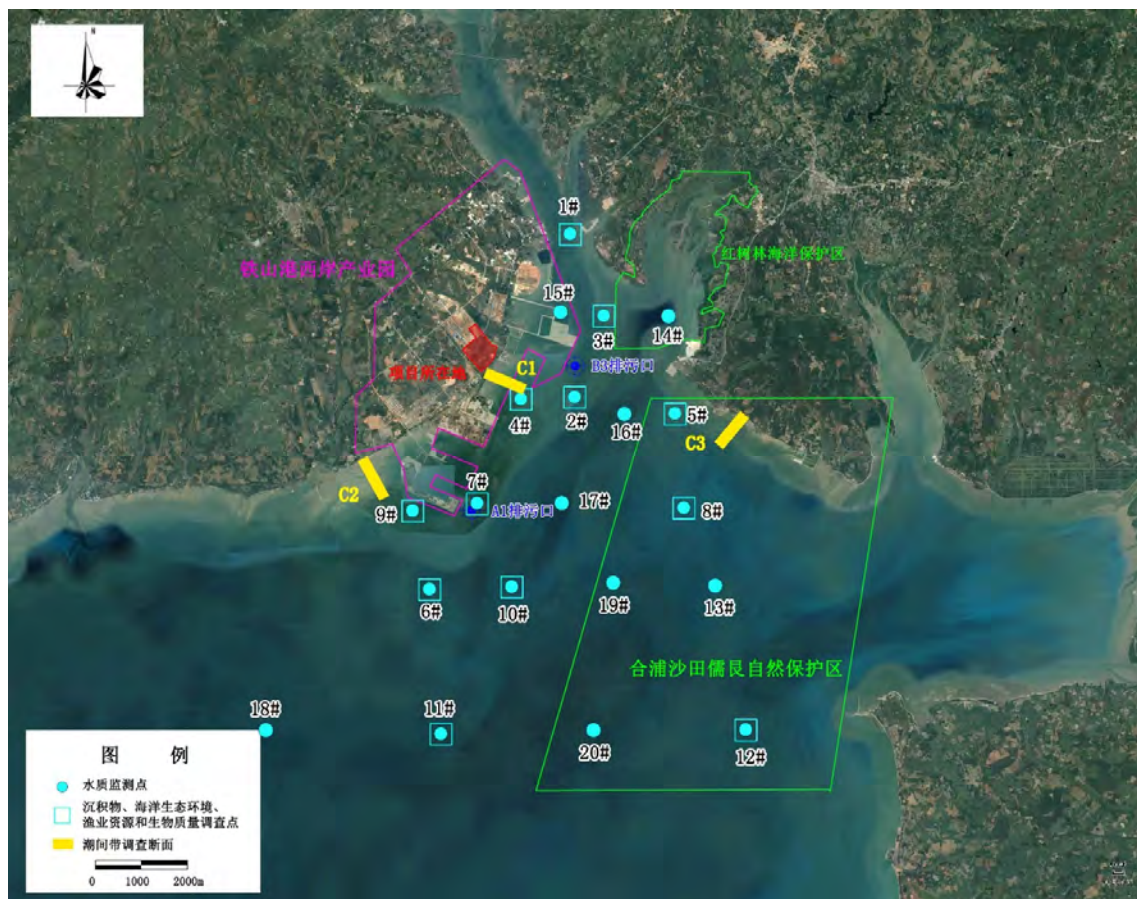 N
1#
红树林海洋保护区
铁山港西岸产业园
15#
3#
14#
B3排污口
C1
项目所在地
4#
2#
16#
5#
C3
7#
C2
A1排污口
17#
9#
8#
6#
10#
19#
13#
合浦沙田儒艮自然保护区
18#
11#
20#
12#
图 例
水质监测点
沉积物、海洋生态环境、
渔业资源和生物质量调查点
潮间带调查断面
0 1000 2000m